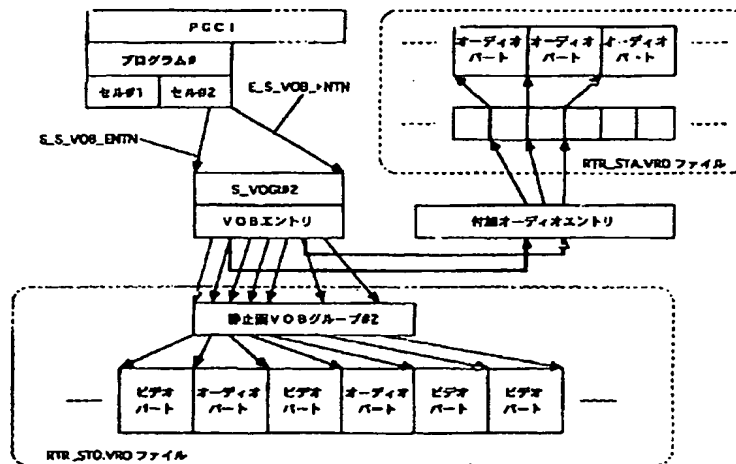 PGCI
プログラム#
セル#1
セル#2
E_S_VOB_ENTN
S_S_VOB_ENTN
S_VOGI#2
VOBエントリ
オーディオ
パート
オーディオ
パート
オーディオ
パート
RTR_STA.VRO ファイル
付加オーディオエントリ
静止画VOBグループ#2
ビデオ
パート
オーディオ
パート
ビデオ
パート
オーディオ
パート
ビデオ
パート
ビデオ
パート
RTR_STO.VRO ファイル